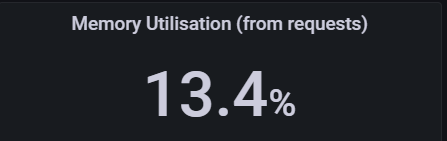 Memory Utilisation (from requests)
13.4%